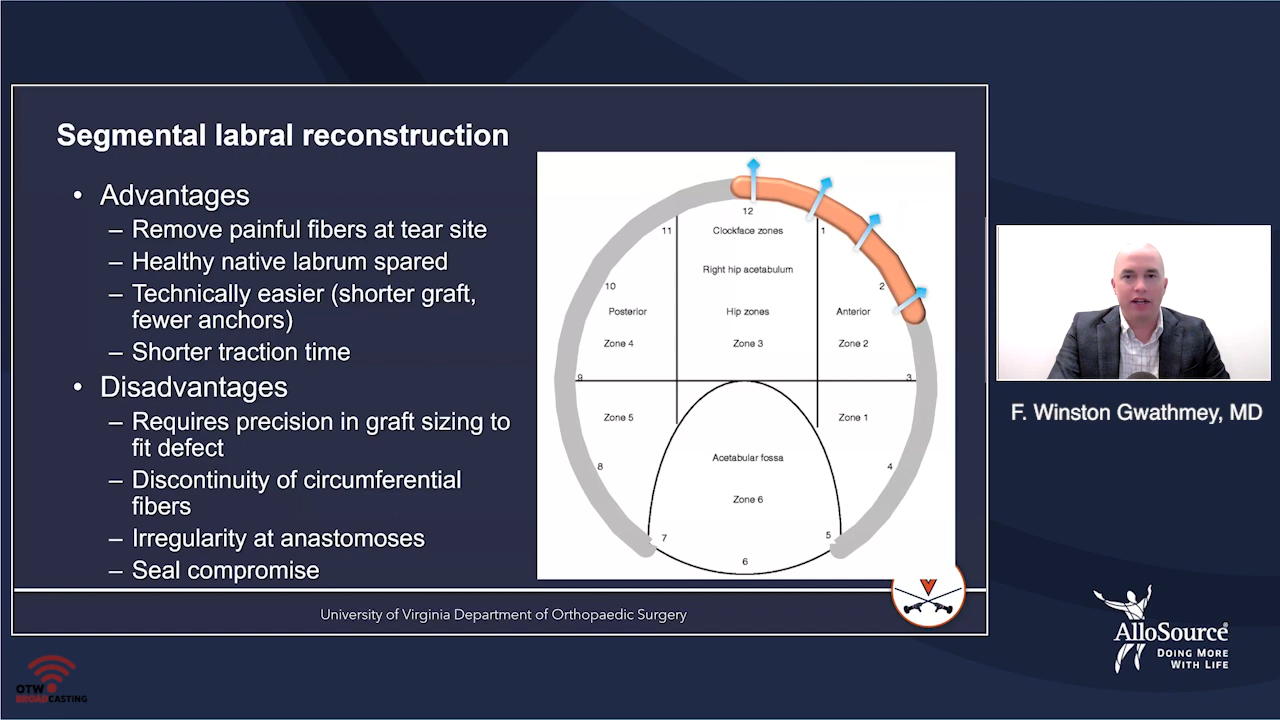 Segmental labral reconstruction
• Advantages
– Remove painful fibers at tear site
– Healthy native labrum spared
– Technically easier (shorter graft,
fewer anchors)
– Shorter traction time
• Disadvantages
– Requires precision in graft sizing to
fit defect
– Discontinuity of circumferential
fibers
– Irregularity at anastomoses
– Seal compromise
12
11
Clockface zones
1
Right hip acetabulum
10
2
Posterior
Hip zones
Anterior
Zone 4
Zone 3
Zone 2
9
3
Zone 5
Zone 1
Acetabular fossa
8
4
Zone 6
7
5
6
University of Virginia Department of Orthopaedic Surgery
F. Winston Gwathmey, MD
AlloSource®
DOING MORE
WITH LIFE
OTW
BROADCASTING